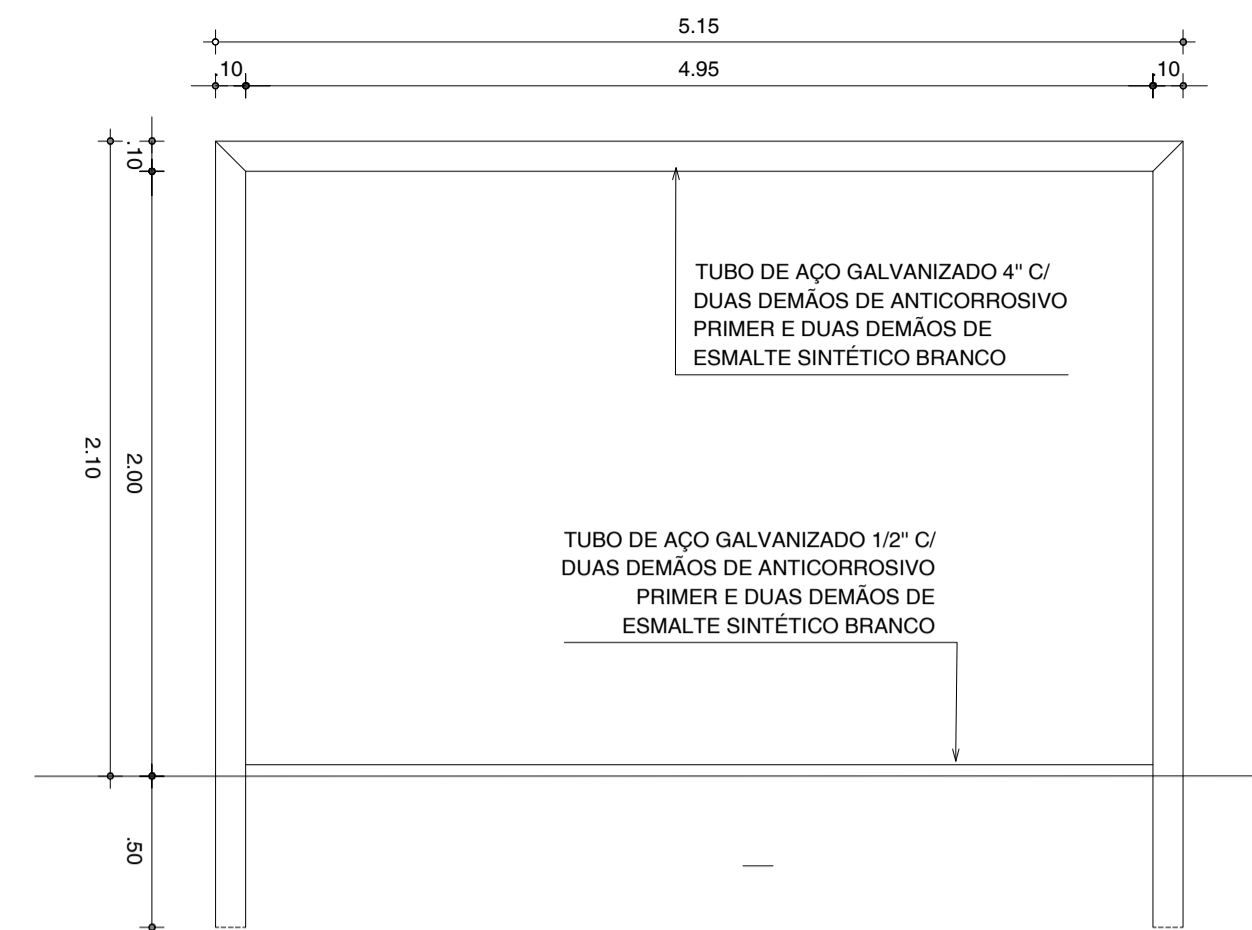 5.15
.10
4.95
.10
.10
2.10
2.00
TUBO DE AÇO GALVANIZADO 4" C/
DUAS DEMÃOS DE ANTICORROSIVO
PRIMER E DUAS DEMÃOS DE
ESMALTE SINTÉTICO BRANCO
TUBO DE AÇO GALVANIZADO 1/2" C/
DUAS DEMÃOS DE ANTICORROSIVO
PRIMER E DUAS DEMÃOS DE
ESMALTE SINTÉTICO BRANCO
.50